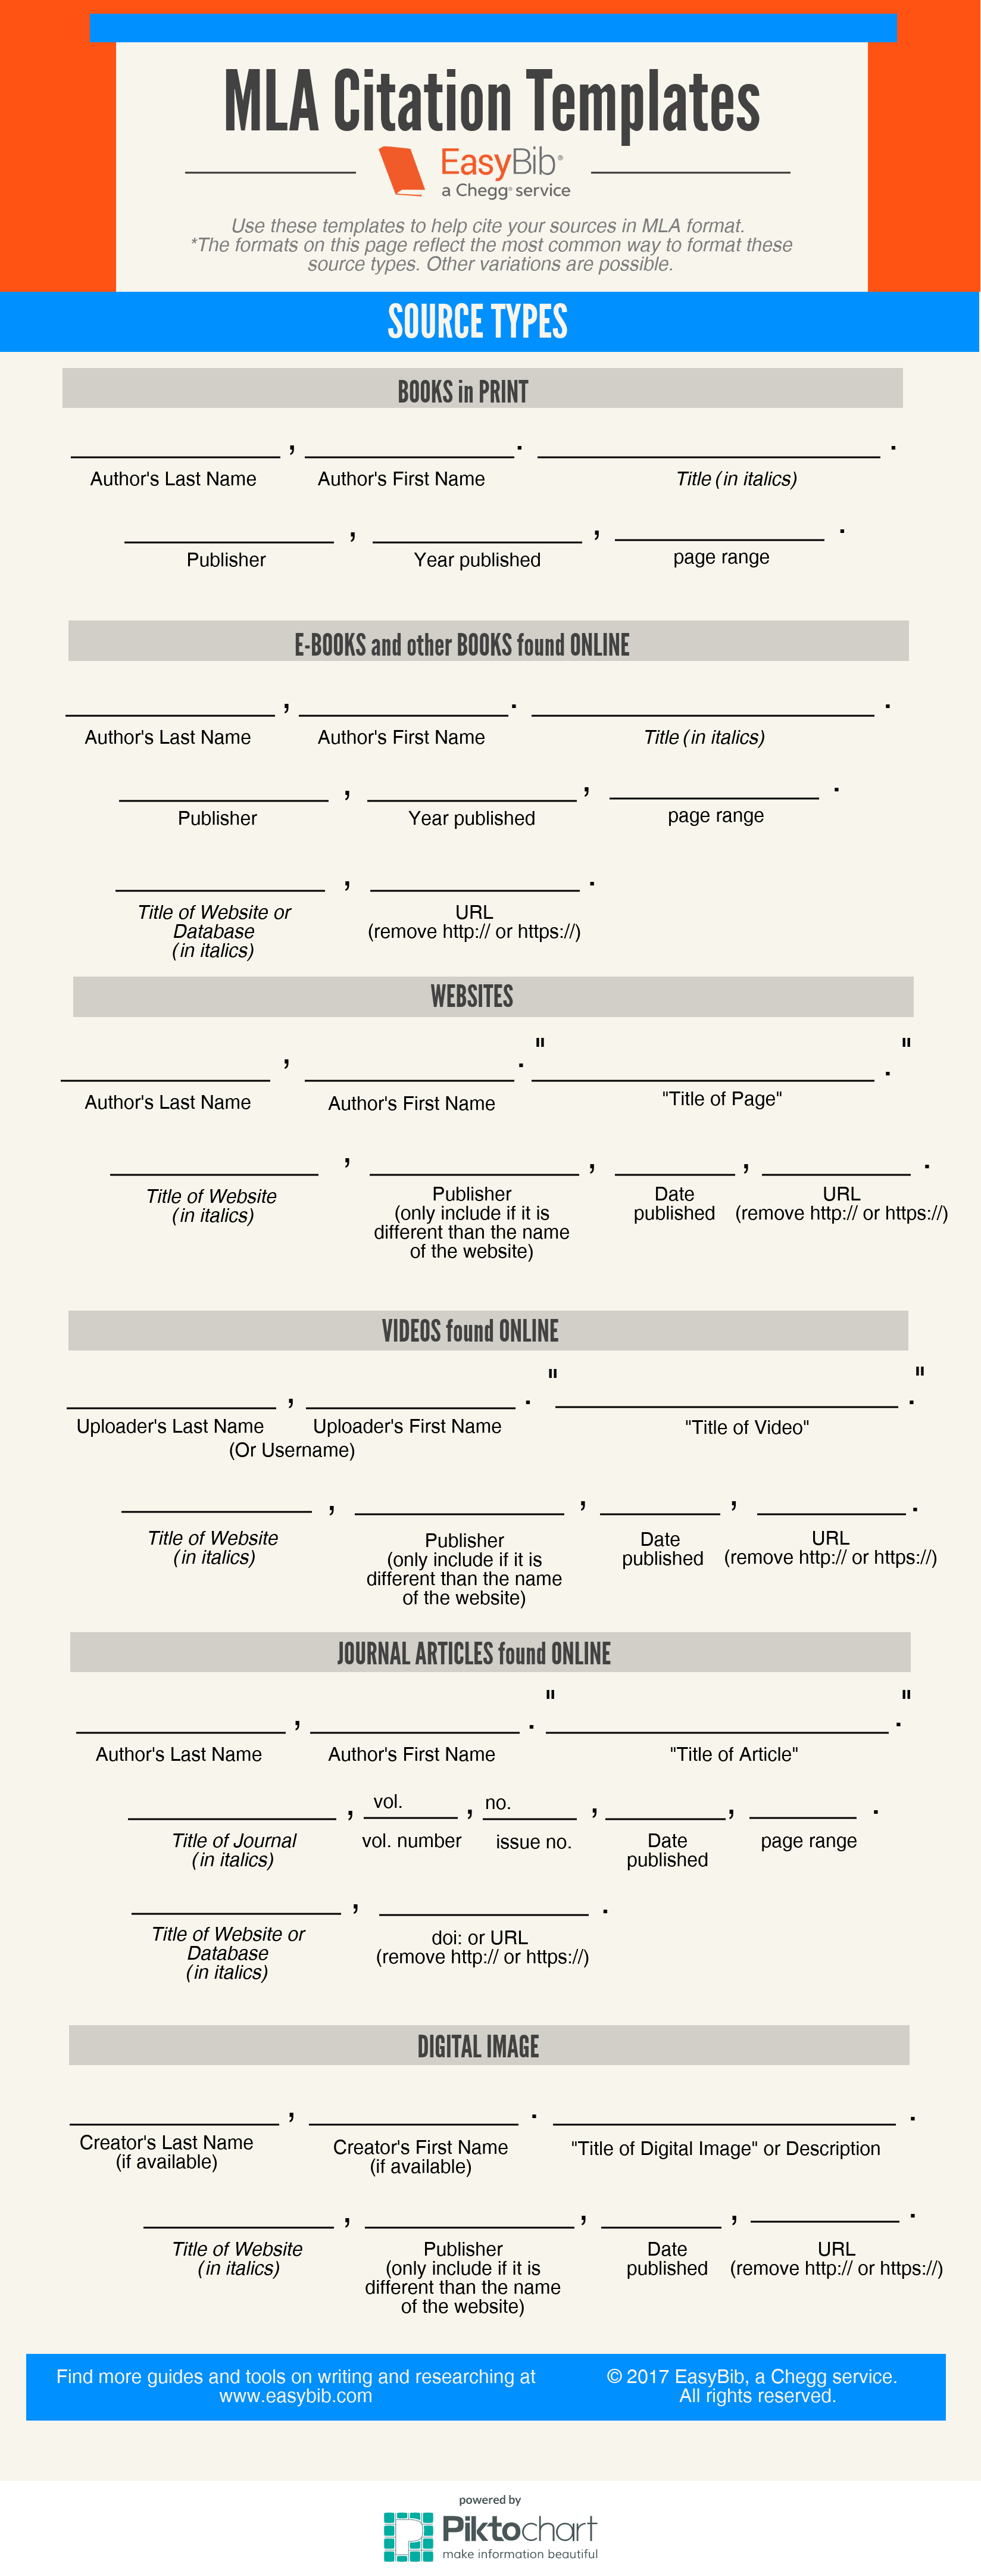 MLA Citation Templates
EasyBib®
a Chegg® service
Use these templates to help cite your sources in MLA format.
*The formats on this page reflect the most common way to format these
source types. Other variations are possible.
SOURCE TYPES
BOOKS in PRINT
, . .
Author's Last Name Author's First Name Title (in italics)
, , .
Publisher Year published page range
E-BOOKS and other BOOKS found ONLINE
, . .
Author's Last Name Author's First Name Title (in italics)
, , .
Publisher Year published page range
, .
Title of Website or URL
Database (remove http:// or https://)
(in italics)
WEBSITES
, . " . "
Author's Last Name Author's First Name "Title of Page"
, , , .
Title of Website Publisher Date URL
(in italics) (only include if it is published (remove http:// or https://)
different than the name
of the website)
VIDEOS found ONLINE
, . " . "
Uploader's Last Name Uploader's First Name "Title of Video"
(Or Username)
, , , .
Title of Website Publisher Date URL
(in italics) (only include if it is published (remove http:// or https://)
different than the name
of the website)
JOURNAL ARTICLES found ONLINE
, . " . "
Author's Last Name Author's First Name "Title of Article"
, vol. , no. , , .
Title of Journal vol. number issue no. Date page range
(in italics) published
, .
Title of Website or doi: or URL
Database (remove http:// or https://)
(in italics)
DIGITAL IMAGE
, . .
Creator's Last Name Creator's First Name "Title of Digital Image" or Description
(if available) (if available)
, , , .
Title of Website Publisher Date URL
(in italics) (only include if it is published (remove http:// or https://)
different than the name
of the website)
Find more guides and tools on writing and researching at
www.easybib.com
© 2017 EasyBib, a Chegg service.
All rights reserved.
powered by
Piktochart
make information beautiful